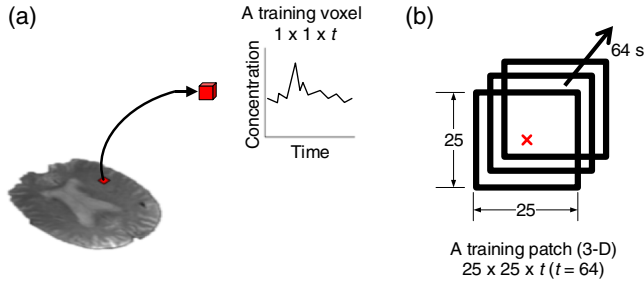 (a)
A training voxel
1 x 1 x t
Concentration
Time
(b)
64 s
25
25
A training patch (3-D)
25 x 25 x t (t = 64)